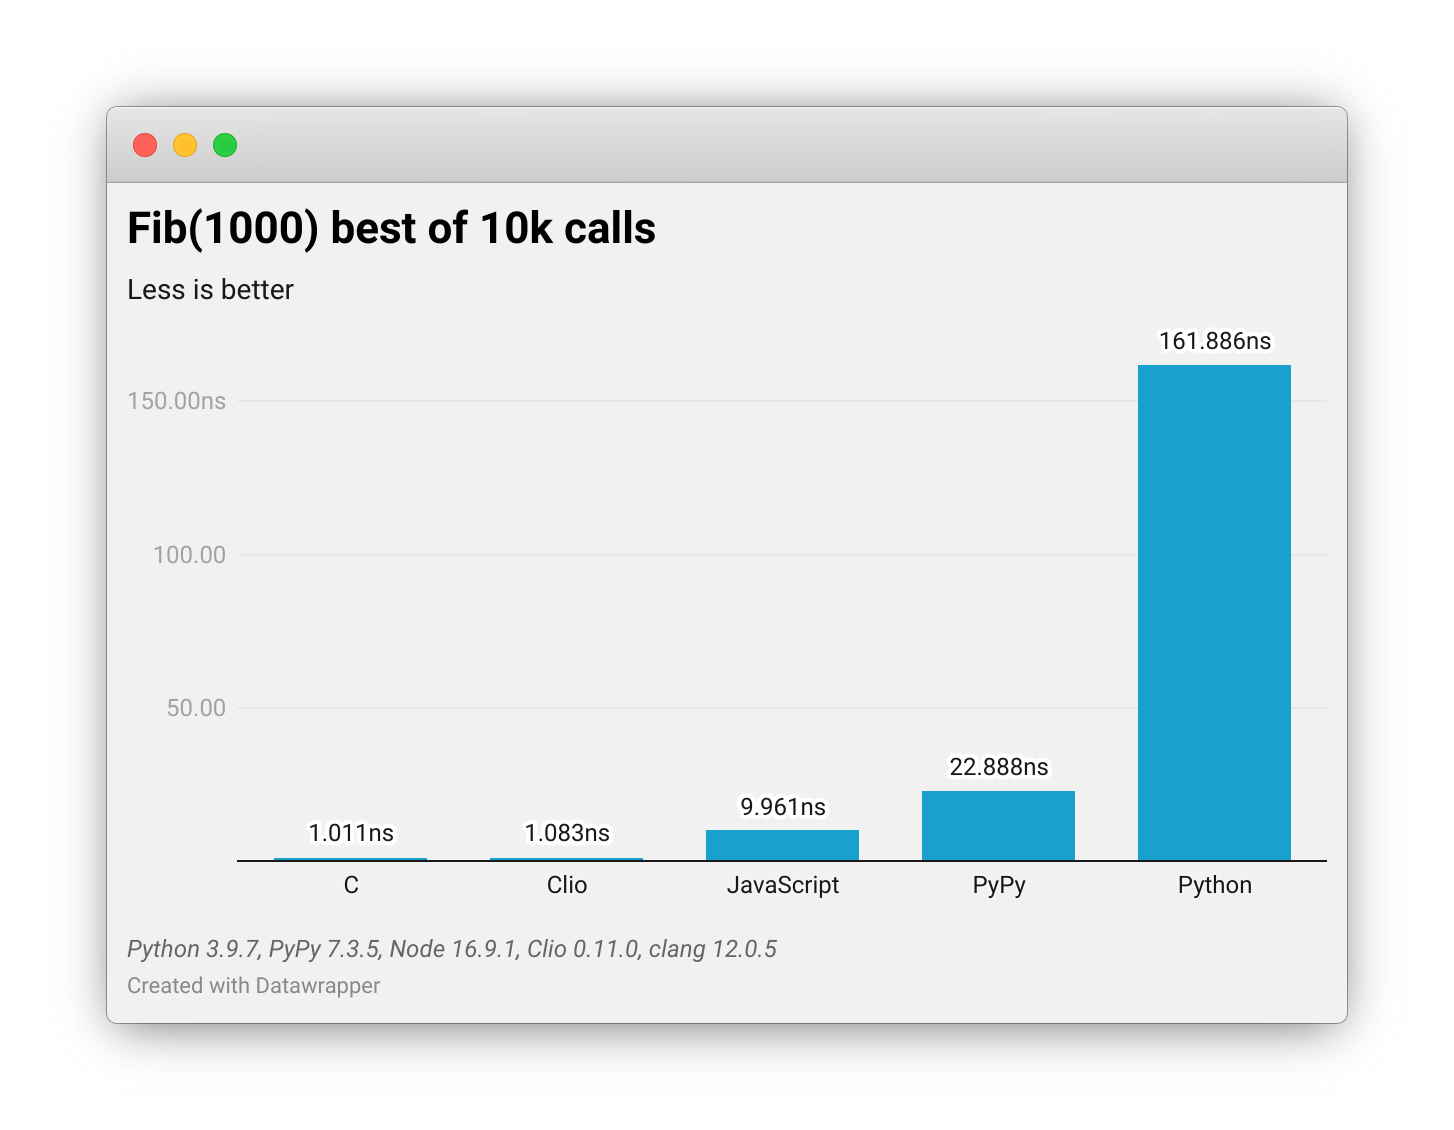 Fib(1000) best of 10k calls
Less is better
161.886ns
150.00ns
100.00
50.00
22.888ns
9.961ns
1.011ns 1.083ns
C Clio JavaScript PyPy Python
Python 3.9.7, PyPy 7.3.5, Node 16.9.1, Clio 0.11.0, clang 12.0.5
Created with Datawrapper